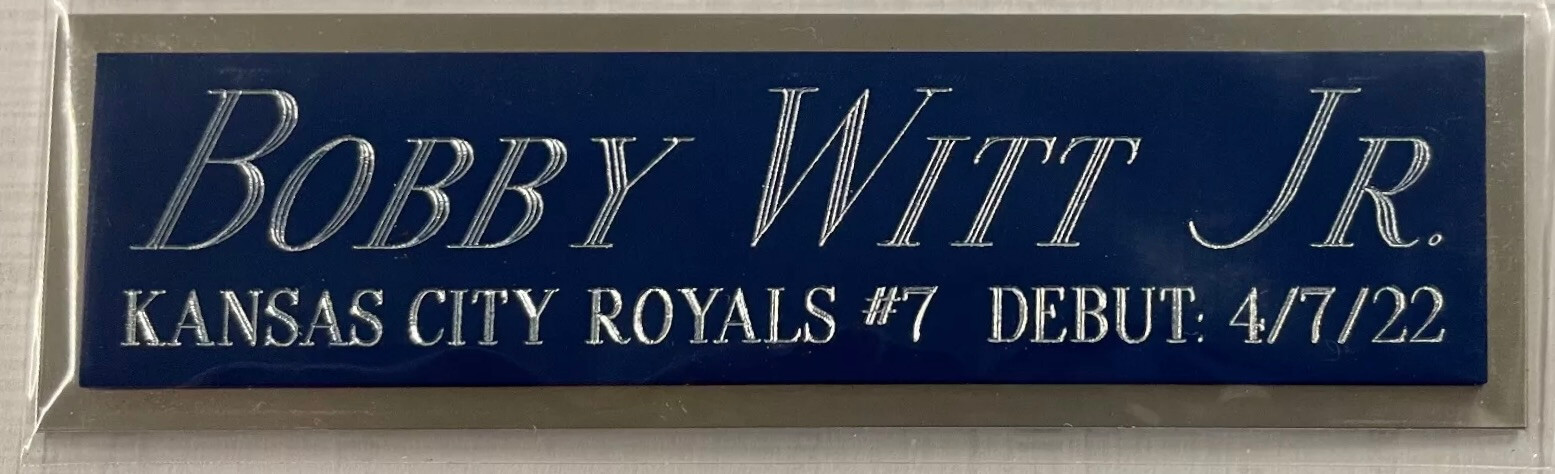 BOBBY WITT JR.
KANSAS CITY ROYALS #7 DEBUT: 4/7/22